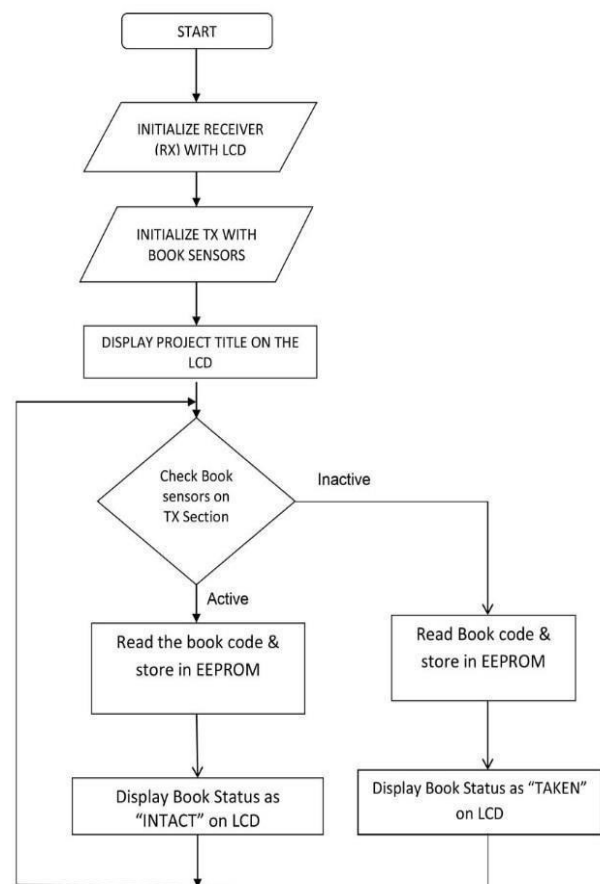 START
INITIALIZE RECEIVER
(RX) WITH LCD
INITIALIZE TX WITH
BOOK SENSORS
DISPLAY PROJECT TITLE ON THE
LCD
Check Book
sensors on
TX Section
Inactive
Active
Read the book code &
store in EEPROM
Read Book code &
store in EEPROM
Display Book Status as
“INTACT” on LCD
Display Book Status as “TAKEN”
on LCD